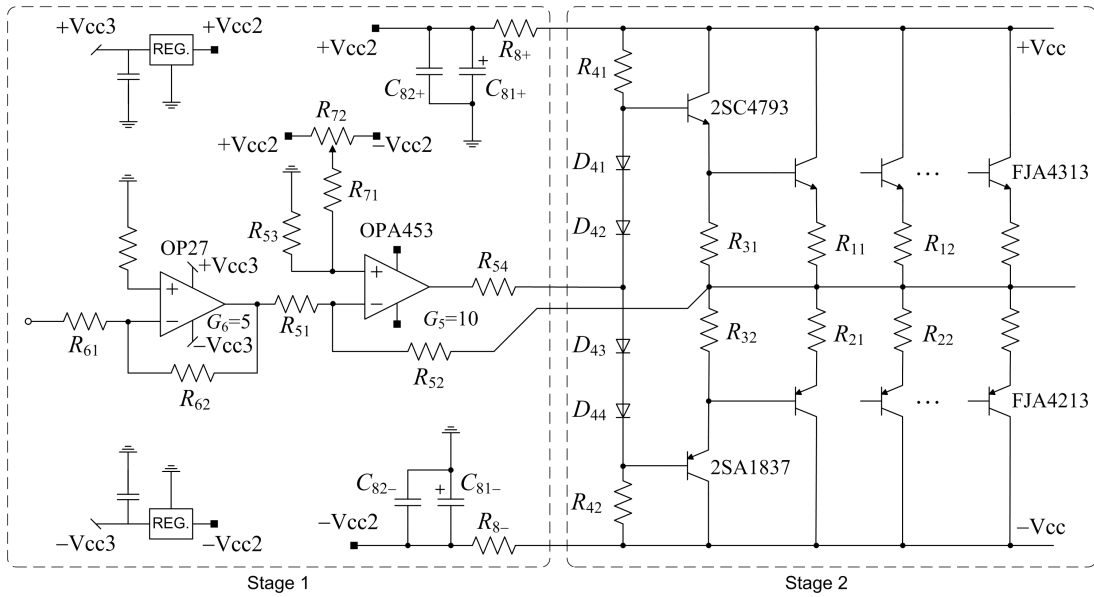 +Vcc3
+Vcc2
REG.
+Vcc2
R8+
C82+
C81+
R72
+Vcc2
−Vcc2
R71
R53
OP27
+Vcc3
OPA453
R54
G6=5
R51
G5=10
−Vcc3
R61
R62
R52
C82−
C81−
REG.
−Vcc3
−Vcc2
−Vcc2
R8−
Stage 1
+Vcc
R41
2SC4793
D41
FJA4313
D42
R31
R11
R12
D43
R32
R21
R22
D44
FJA4213
2SA1837
R42
−Vcc
Stage 2